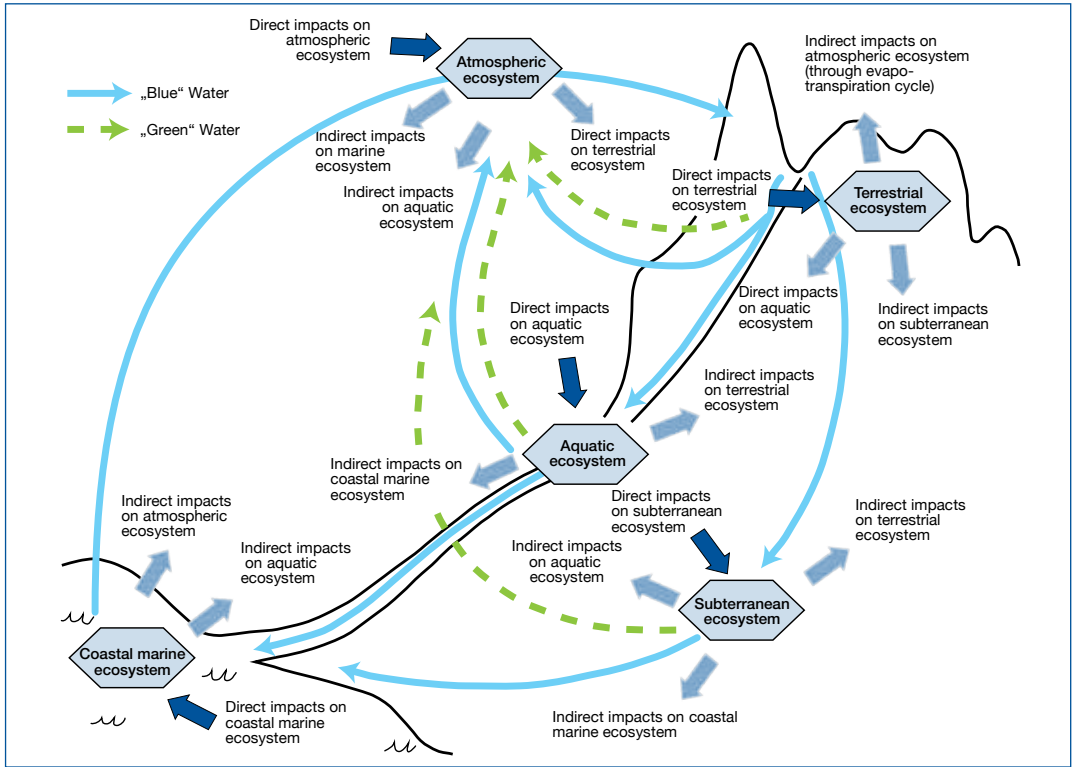 Direct impacts on
atmospheric
ecosystem
Atmospheric
ecosystem
Indirect impacts on
atmospheric ecosystem
(through evapo-
transpiration cycle)
„Blue“ Water
„Green“ Water
Indirect impacts
on marine
ecosystem
Direct impacts
on terrestrial
ecosystem
Indirect impacts
on aquatic
ecosystem
Direct impacts
on terrestrial
ecosystem
Terrestrial
ecosystem
Direct impacts
on aquatic
ecosystem
Indirect impacts
on subterranean
ecosystem
Direct impacts
on aquatic
ecosystem
Indirect impacts
on terrestrial
ecosystem
Aquatic
ecosystem
Indirect impacts on
coastal marine
ecosystem
Direct impacts
on subterranean
ecosystem
Indirect impacts
on atmospheric
ecosystem
Indirect impacts
on aquatic
ecosystem
Indirect impacts
on aquatic
ecosystem
Indirect impacts
on terrestrial
ecosystem
Subterranean
ecosystem
Coastal marine
ecosystem
Direct impacts on
coastal marine
ecosystem
Indirect impacts on coastal
marine ecosystem